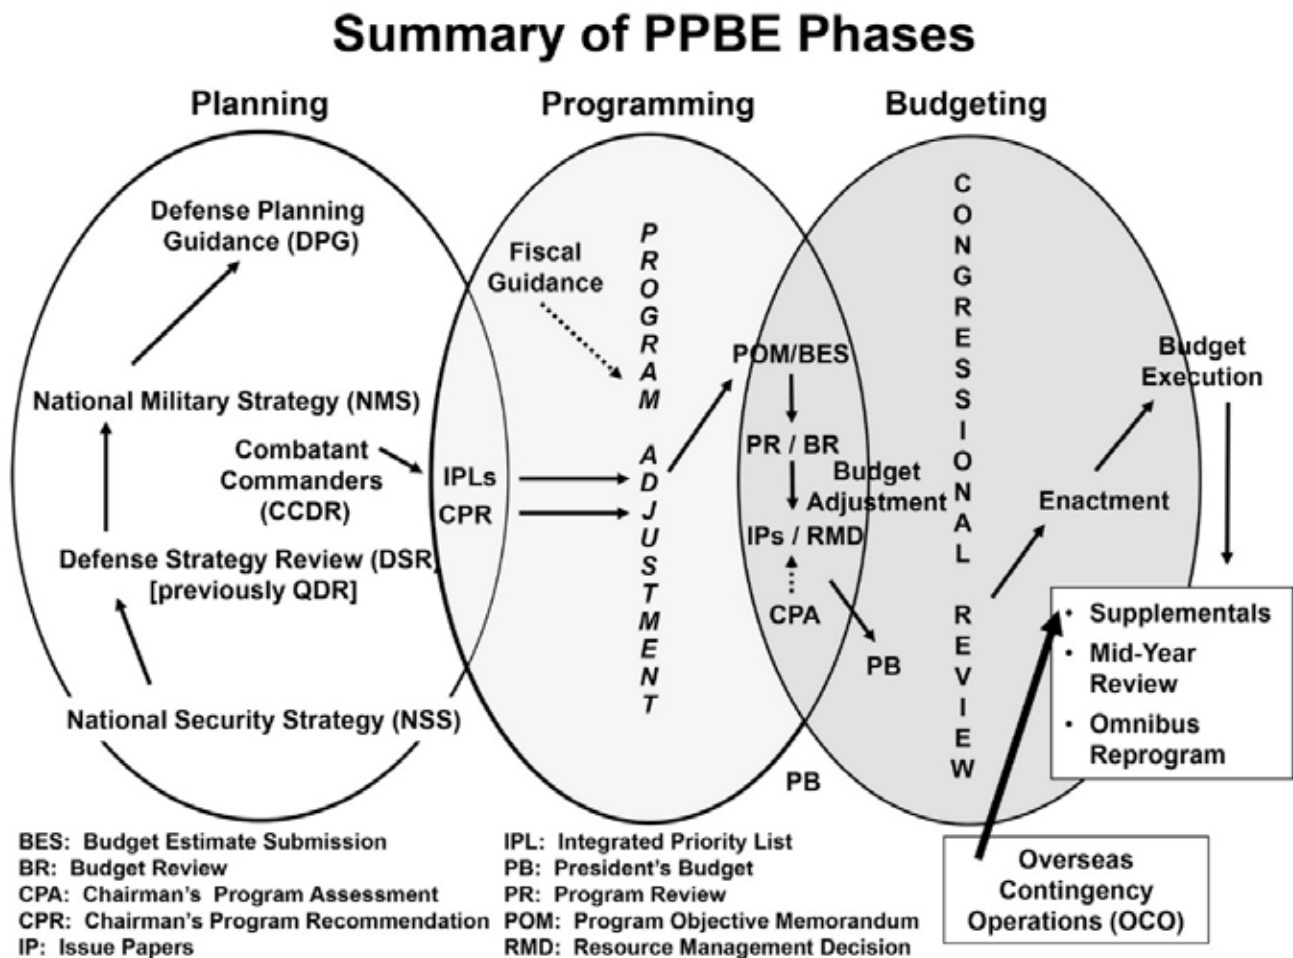 Summary of PPBE Phases
Planning
Programming
Budgeting
Defense Planning
Guidance (DPG)
National Military Strategy (NMS)
Combatant
Commanders
(CCDR)
Defense Strategy Review (DSR)
[previously QDR]
National Security Strategy (NSS)
IPLs
CPR
Fiscal
Guidance
PROGRAM ADJUSTMENT
POM/BES
PR / BR
Budget
Adjustment
IPs / RMD
CPA
PB
PB
CONGRESSIONAL REVIEW
Enactment
Budget
Execution
• Supplementals
• Mid-Year
Review
• Omnibus
Reprogram
Overseas
Contingency
Operations (OCO)
BES: Budget Estimate Submission
BR: Budget Review
CPA: Chairman's Program Assessment
CPR: Chairman's Program Recommendation
IP: Issue Papers
IPL: Integrated Priority List
PB: President's Budget
PR: Program Review
POM: Program Objective Memorandum
RMD: Resource Management Decision